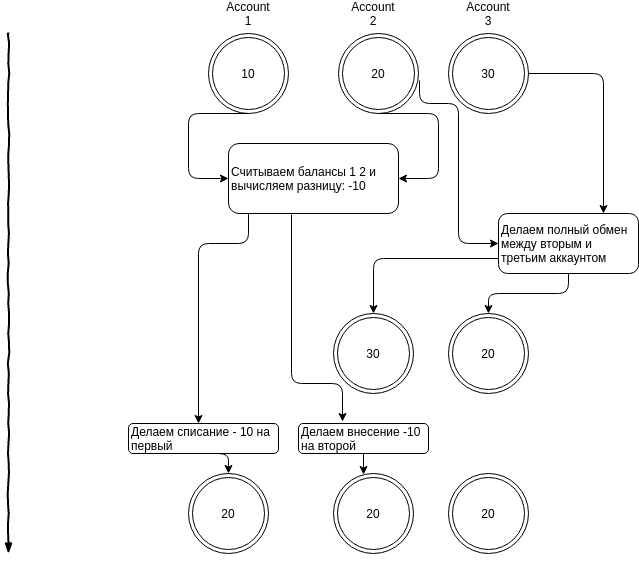 Account
1
Account
2
Account
3
10
20
30
Считываем балансы 1 2 и
вычисляем разницу: -10
Делаем полный обмен
между вторым и
третьим аккаунтом
30
20
Делаем списание - 10 на
первый
Делаем внесение -10
на второй
20
20
20